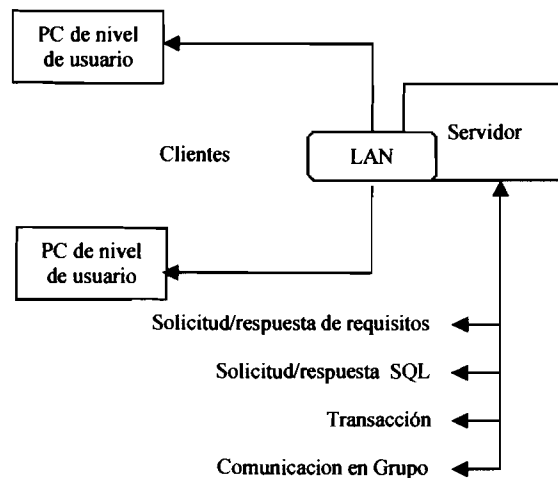 PC de nivel
de usuario
Servidor
Clientes
LAN
PC de nivel
de usuario
Solicitud/respuesta de requisitos
Solicitud/respuesta SQL
Transacción
Comunicacion en Grupo